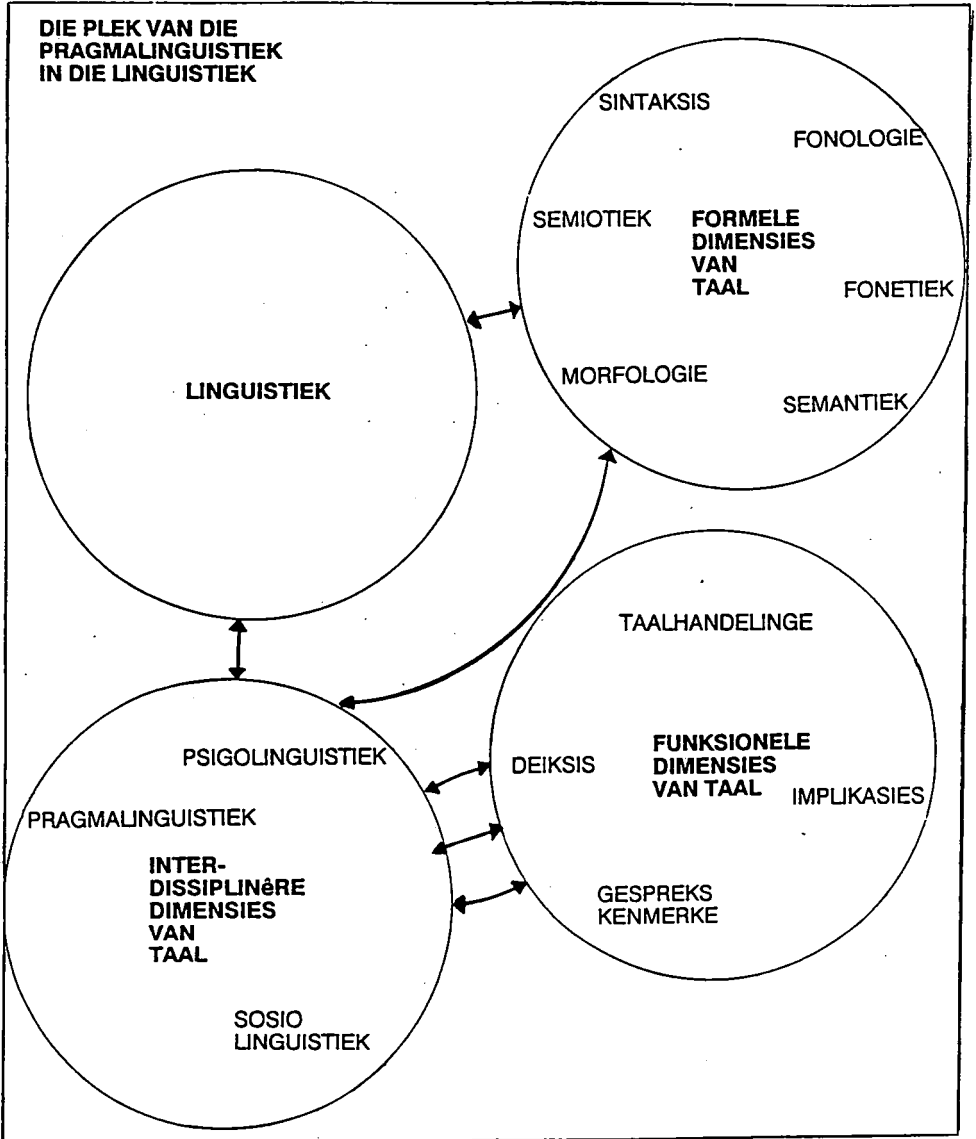 DIE PLEK VAN DIE
PRAGMALINGUISTIEK
IN DIE LINGUISTIEK
SINTAKSIS
FONOLOGIE
SEMIOTIEK
FORMELE
DIMENSIES
VAN
TAAL
FONETIEK
MORFOLOGIE
SEMANTIEK
LINGUISTIEK
TAALHANDELINGE
DEIKSIS
FUNKSIONELE
DIMENSIES
VAN TAAL
IMPLIKASIES
GESPREKS
KENMERKE
PSIGOLINGUISTIEK
PRAGMALINGUISTIEK
INTER-
DISSIPLINêRE
DIMENSIES
VAN
TAAL
SOSIO
LINGUISTIEK